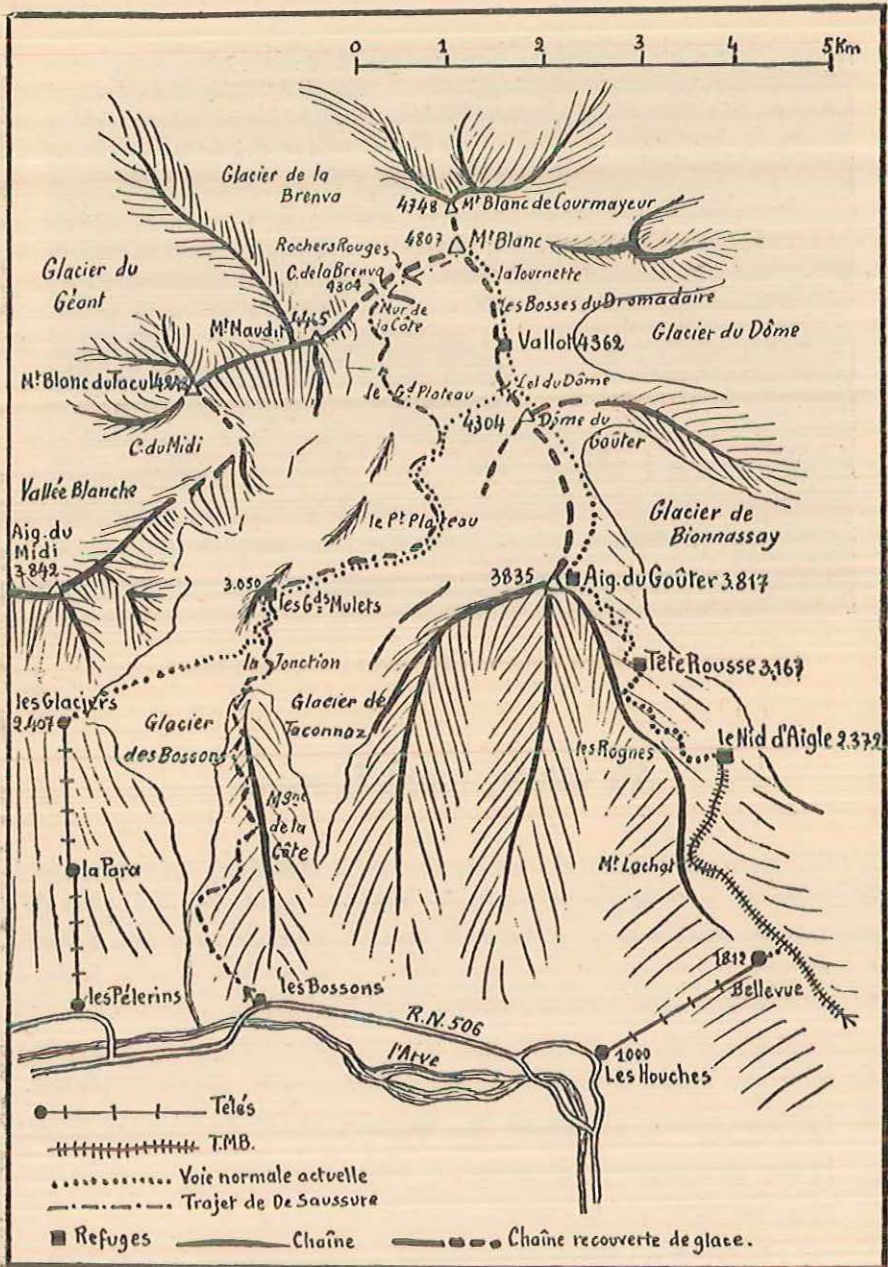 0 1 2 3 4 5 Km
Glacier de la
Brenva
4748 Mt Blanc de Courmayeur
4807 Mt Blanc
Rochers Rouges
C. de la Brenva
4304
la Tournette
Glacier du
Géant
les Bosses du Dromadaire
Mur de
la Côte
Mt Maudit
Vallot 4362
Glacier du Dôme
Mt Blanc du Tacul
le Gd Plateau
Col du Dôme
4304
Dôme du
Goûter
C. du Midi
Vallée Blanche
le Pt Plateau
Glacier de
Bionnassay
Aig. du
Midi
3.842
3.050
les Gds Mulets
3835
Aig. du Goûter 3.817
la Jonction
Tête Rousse 3.167
les Glaciers
2.407
Glacier
des Bossons
Glacier de
Taconnaz
les Rognes
le Nid d'Aigle 2.372
Mgne
de la
Côte
la Para
Mt Lachat
1812
Bellevue
les Pélerins
les Bossons
R.N. 506
l'Arve
1000
Les Houches
Télés
T.M.B.
Voie normale actuelle
Trajet de De Saussure
Refuges Chaîne Chaîne recouverte de glace.